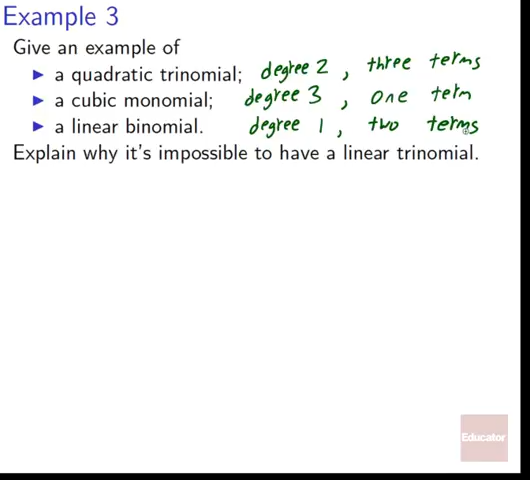 Example 3
Give an example of
▶ a quadratic trinomial; degree 2, three terms
▶ a cubic monomial; degree 3, one term
▶ a linear binomial. degree 1, two terms
Explain why it's impossible to have a linear trinomial.
Educator